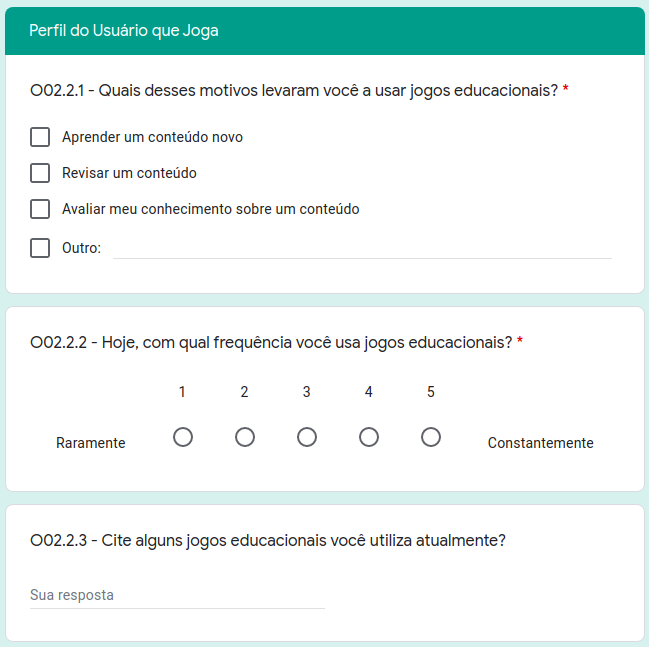 Perfil do Usuário que Joga
O02.2.1 - Quais desses motivos levaram você a usar jogos educacionais? *
Aprender um conteúdo novo
Revisar um conteúdo
Avaliar meu conhecimento sobre um conteúdo
Outro:
O02.2.2 - Hoje, com qual frequência você usa jogos educacionais? *
1 2 3 4 5
Raramente Constantemente
O02.2.3 - Cite alguns jogos educacionais você utiliza atualmente?
Sua resposta